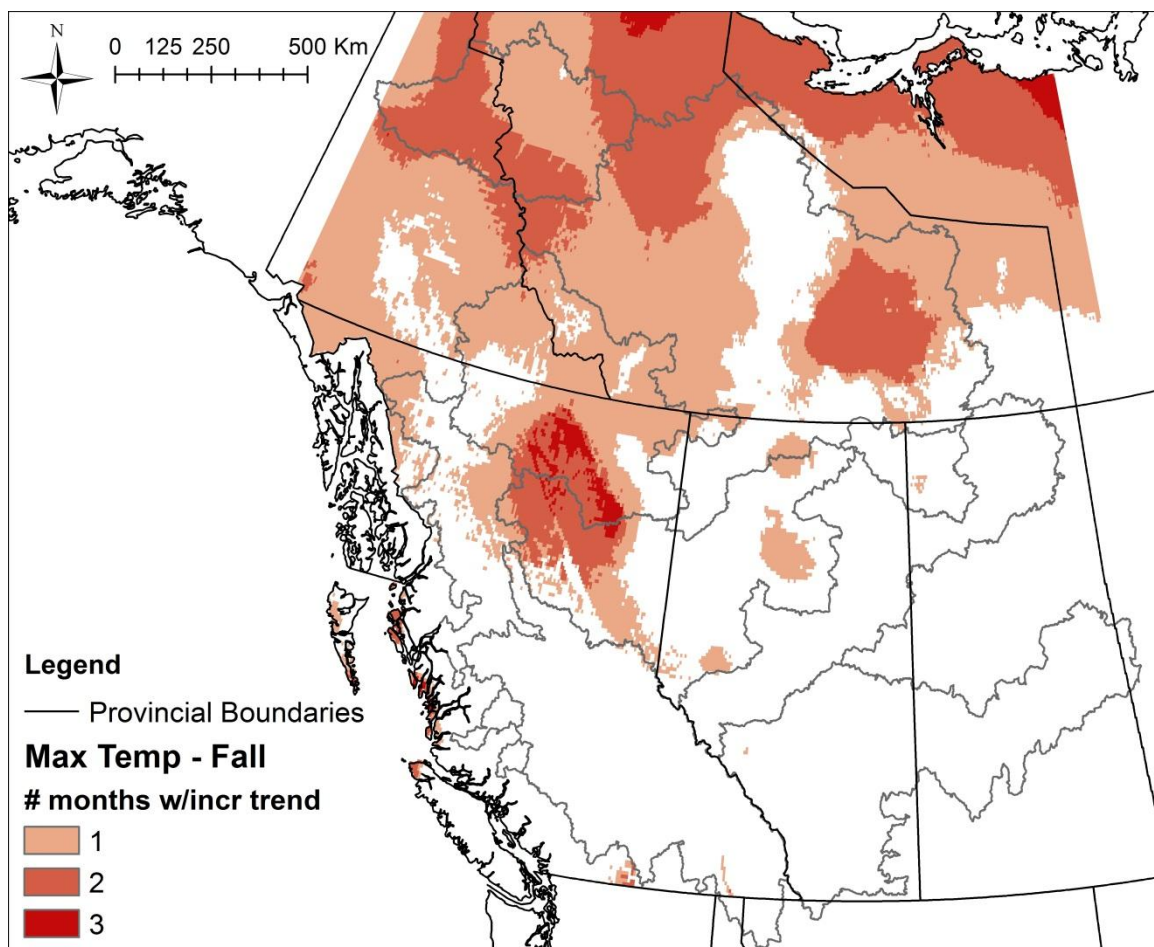 N
0 125 250 500 Km
Legend
Provincial Boundaries
Max Temp - Fall
# months w/incr trend
1
2
3